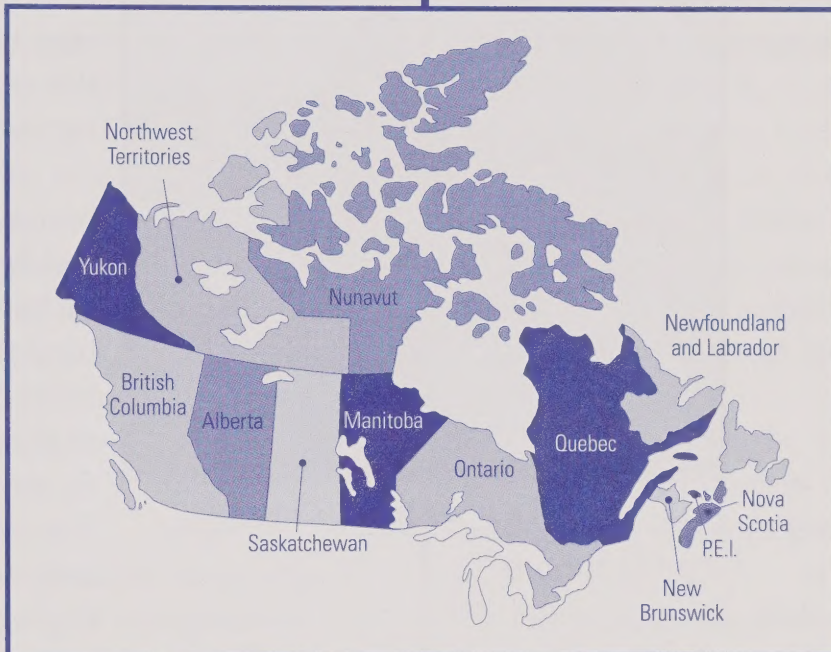 Northwest
Territories
Yukon
Nunavut
Newfoundland
and Labrador
British
Columbia
Alberta
Manitoba
Quebec
Ontario
Saskatchewan
Nova
Scotia
P.E.I.
New
Brunswick